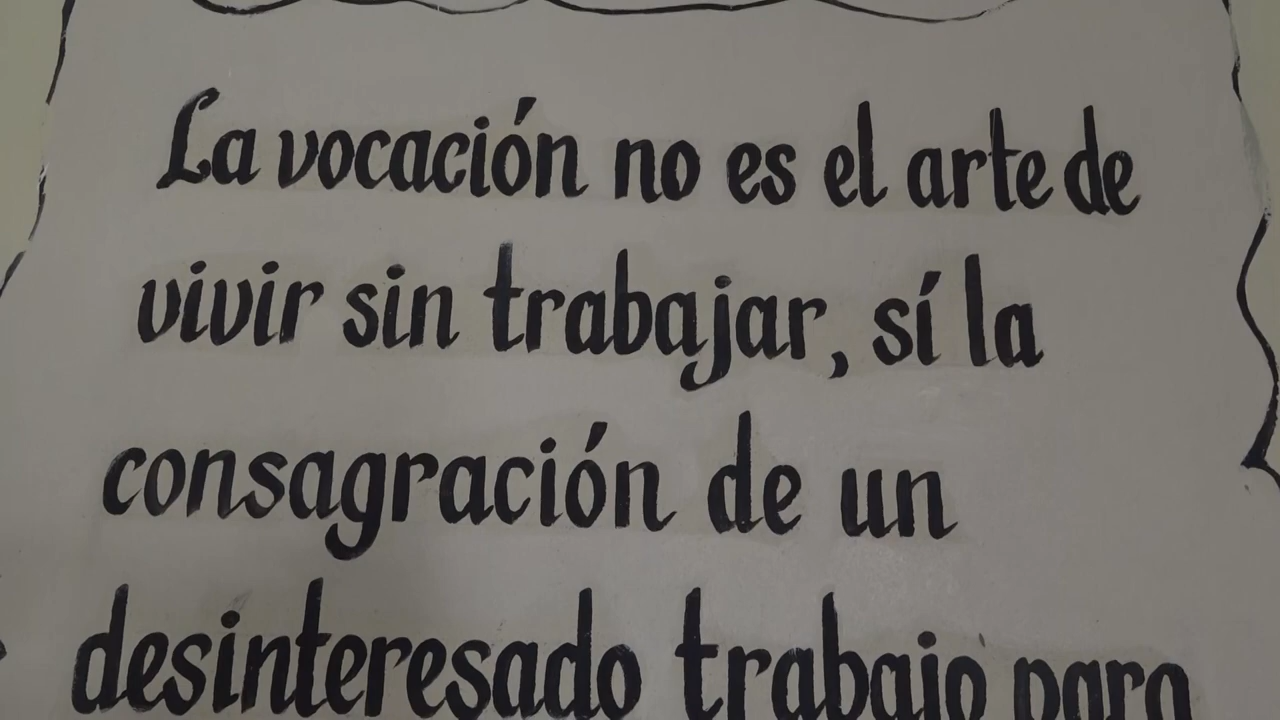 La vocación no es el arte de
vivir sin trabajar, sí la
consagración de un
desinteresado trabajo para